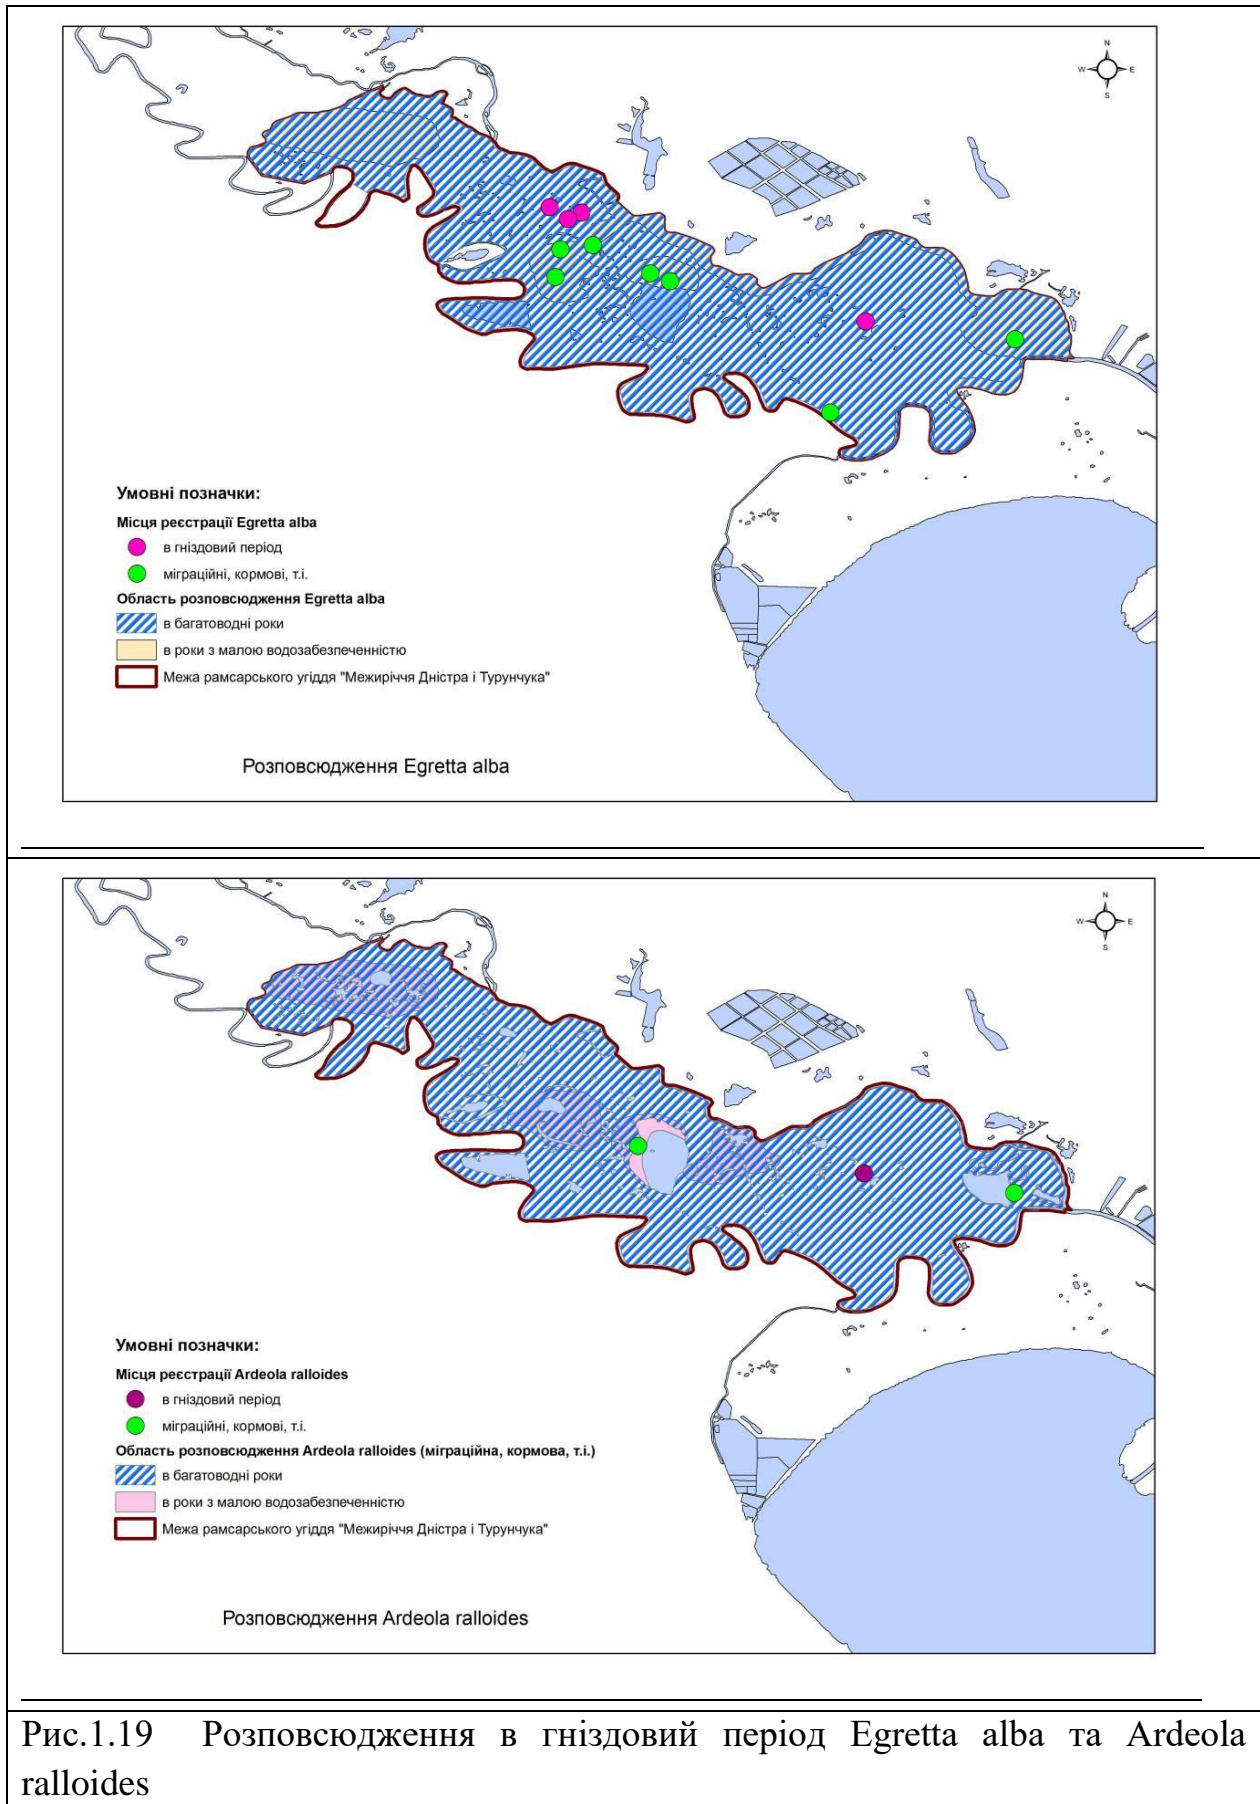 N
W E
S
Умовні позначки:
Місця реєстрації Egretta alba
в гніздовий період
міграційні, кормові, т.і.
Область розповсюдження Egretta alba
в багатоводні роки
в роки з малою водозабезпеченністю
Межа рамсарського угіддя "Межиріччя Дністра і Турунчука"
Розповсюдження Egretta alba
N
W E
S
Умовні позначки:
Місця реєстрації Ardeola ralloides
в гніздовий період
міграційні, кормові, т.і.
Область розповсюдження Ardeola ralloides (міграційна, кормова, т.і.)
в багатоводні роки
в роки з малою водозабезпеченністю
Межа рамсарського угіддя "Межиріччя Дністра і Турунчука"
Розповсюдження Ardeola ralloides
Рис.1.19 Розповсюдження в гніздовий період Egretta alba та Ardeola
ralloides